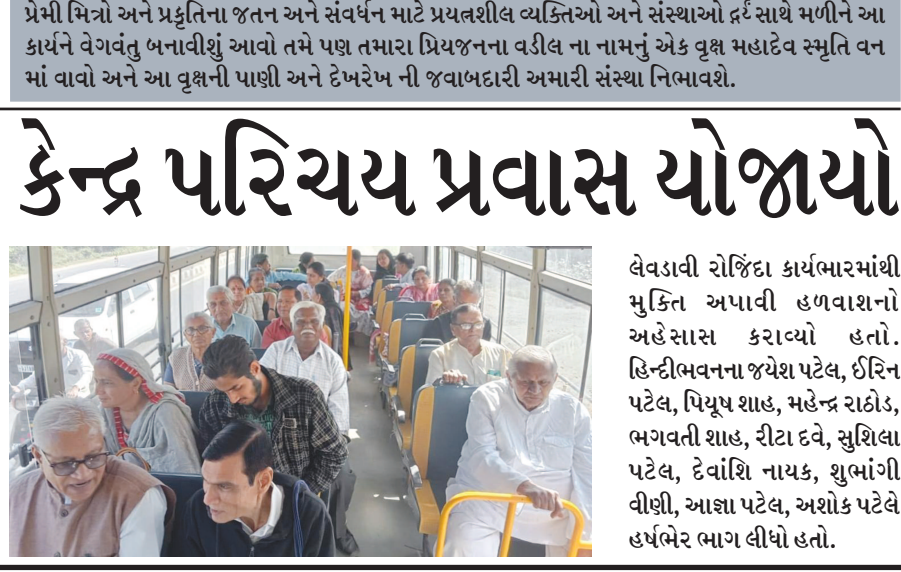 પ્રેમી મિત્રો અને પ્રકૃતિના જતન અને સંવર્ધન માટે પ્રયત્નશીલ વ્યક્તિઓ અને સંસ્થાઓ સાથે મળીને આ
કાર્યને વેગવંતુ બનાવીશું આવો તમે પણ તમારા પ્રિયજનના વડીલ ના નામનું એક વૃક્ષ મહાદેવ સ્મૃતિ વન
માં વાવો અને આ વૃક્ષની પાણી અને દેખરેખ ની જવાબદારી અમારી સંસ્થા નિભાવશે.
કેન્દ્ર પરિચય પ્રવાસ યોજાયો
લેવડાવી રોજિંદા કાર્યભારમાંથી
મુક્તિ અપાવી હળવાશનો
અહેસાસ કરાવ્યો હતો.
હિન્દીભવનના જયેશ પટેલ, ઈરિન
પટેલ, પિયૂષ શાહ, મહેન્દ્ર રાઠોડ,
ભગવતી શાહ, રીટા દવે, સુશિલા
પટેલ, દેવાંશિ નાયક, શુભાંગી
વીણી, આજ્ઞા પટેલ, અશોક પટેલે
હર્ષભેર ભાગ લીધો હતો.